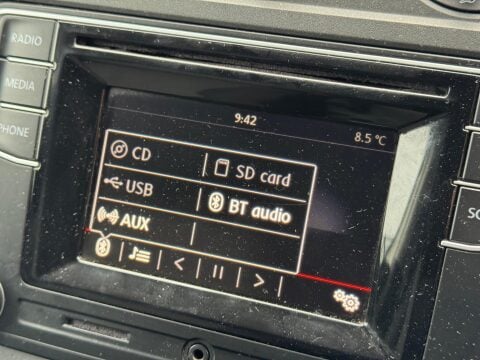 RADIO
MEDIA
PHONE
9:42
8.5 °C
CD
SD card
USB
BT audio
AUX